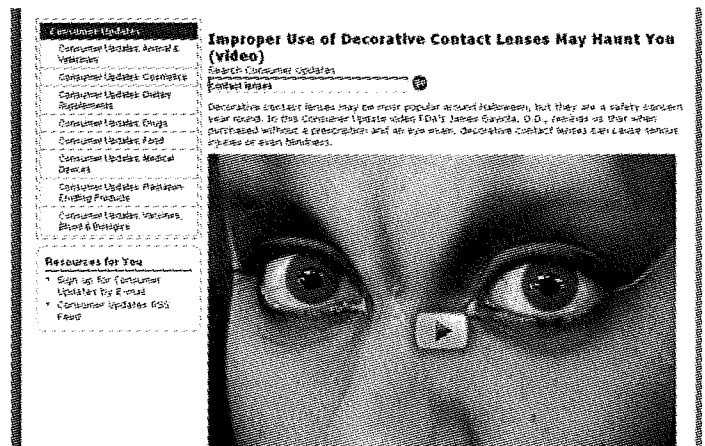 Consumer Updates
Consumer Updates: Animal &
Veterinary
Consumer Updates: Cosmetics
Consumer Updates: Dietary
Supplements
Consumer Updates: Drugs
Consumer Updates: Food
Consumer Updates: Medical
Devices
Consumer Updates: Radiation-
Emitting Products
Consumer Updates: Vaccines,
Blood & Biologics
Resources for You
Sign up for Consumer
Updates by E-mail
Consumer Updates RSS
Feed
Improper Use of Decorative Contact Lenses May Haunt You
(video)
Search Consumer Updates
contact lenses
Decorative contact lenses may be most popular around Halloween, but they are a safety concern
year round. In this Consumer Update video FDA's James Saviola, O.D., reminds us that when
purchased without a prescription and an eye exam, decorative contact lenses can cause serious
injuries or even blindness.